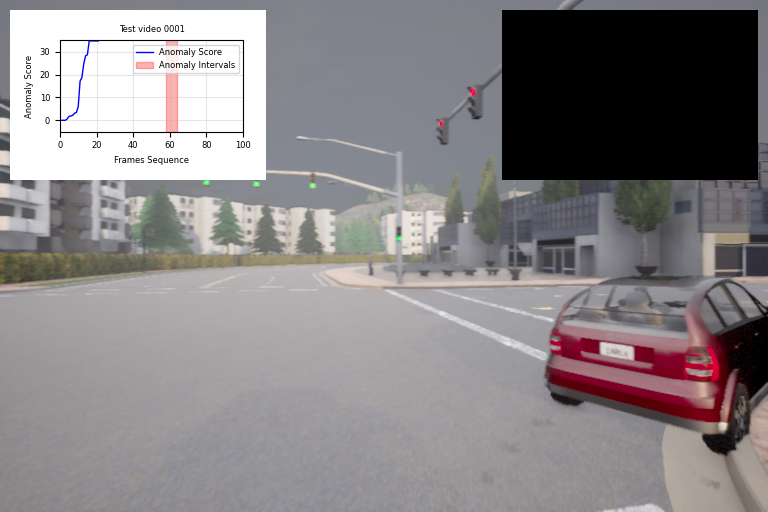 Test video 0001
Anomaly Score
Anomaly Intervals
Anomaly Score
30
20
10
0
0 20 40 60 80 100
Frames Sequence
CARLA